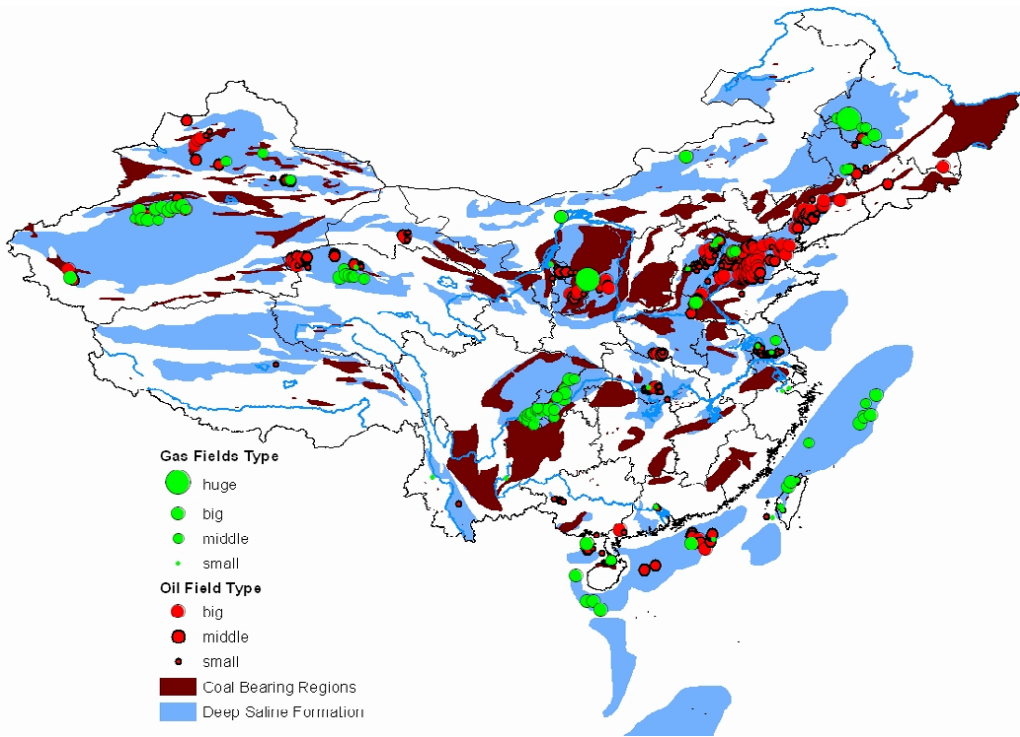 Gas Fields Type
huge
big
middle
small
Oil Field Type
big
middle
small
Coal Bearing Regions
Deep Saline Formation